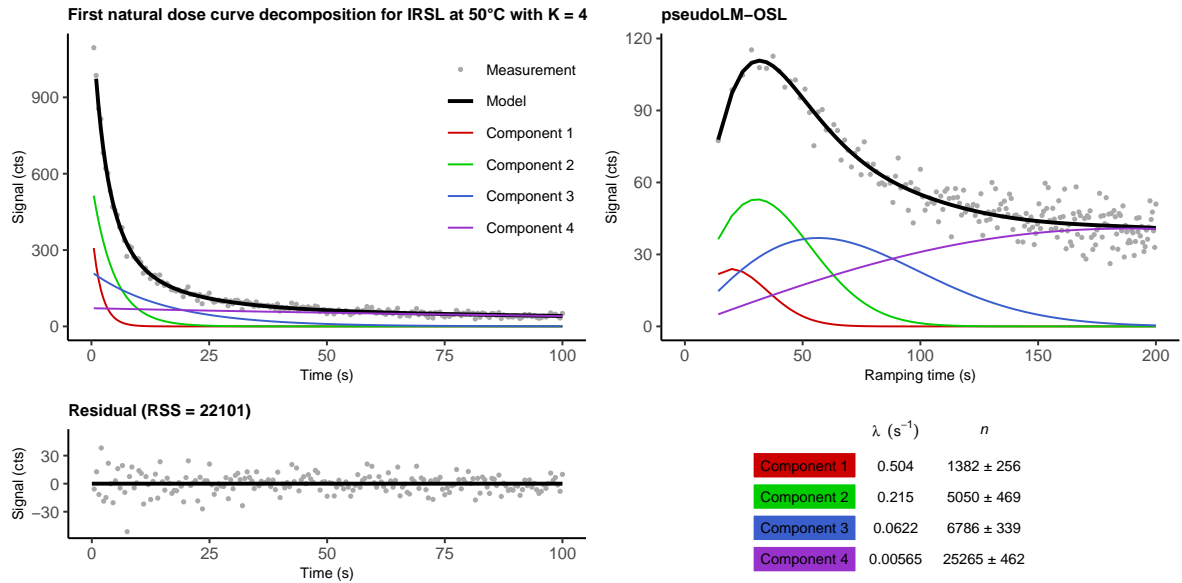 First natural dose curve decomposition for IRSL at 50°C with K = 4
900
600
300
0
Signal (cts)
0 25 50 75 100
Time (s)
Measurement
Model
Component 1
Component 2
Component 3
Component 4
pseudoLM−OSL
120
90
60
30
0
Signal (cts)
0 50 100 150 200
Ramping time (s)
Residual (RSS = 22101)
30
0
−30
Signal (cts)
0 25 50 75 100
Time (s)
λ (s⁻¹) n
Component 1 0.504 1382 ± 256
Component 2 0.215 5050 ± 469
Component 3 0.0622 6786 ± 339
Component 4 0.00565 25265 ± 462